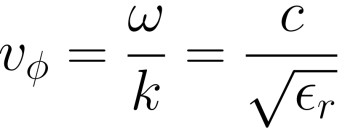 v_ϕ = ω/k = c/√ϵ_r